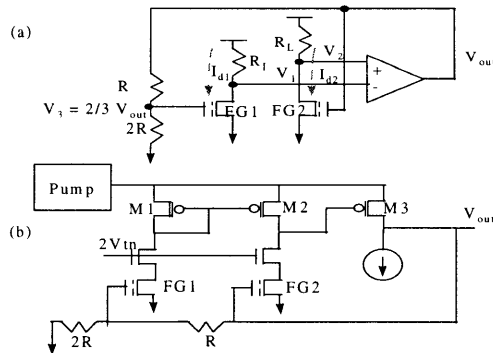 (a)
R
V3 = 2/3 Vout
2R
Id1
R1
V1
FG1
RL
V2
Id2
FG2
+
-
Vout
Pump
M1
M2
M3
Vout
(b)
2Vtn
FG1
FG2
2R
R